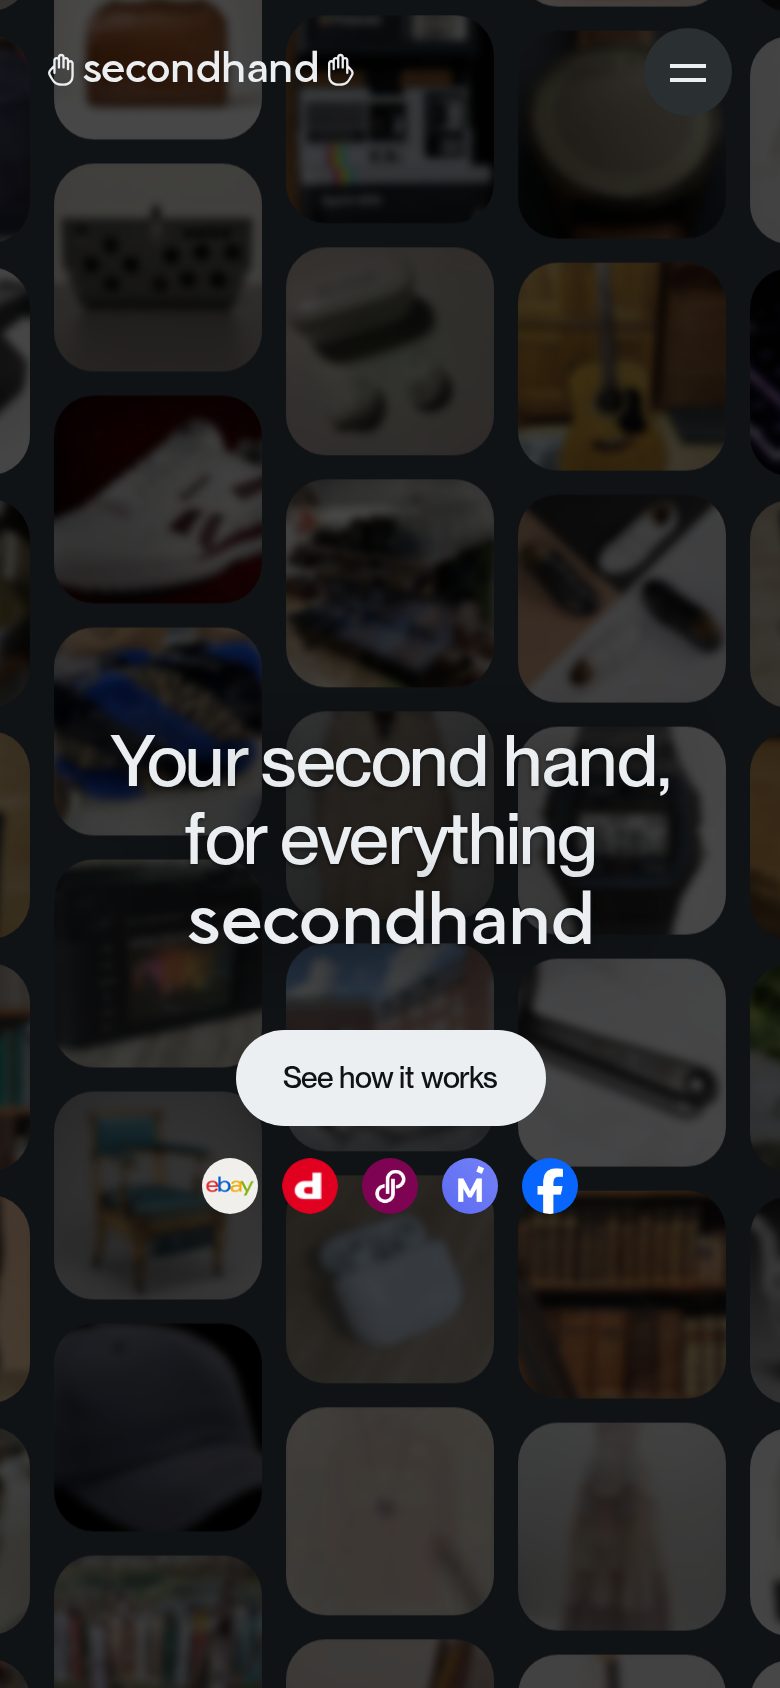 secondhand
Your second hand,
for everything
secondhand
See how it works
ebay